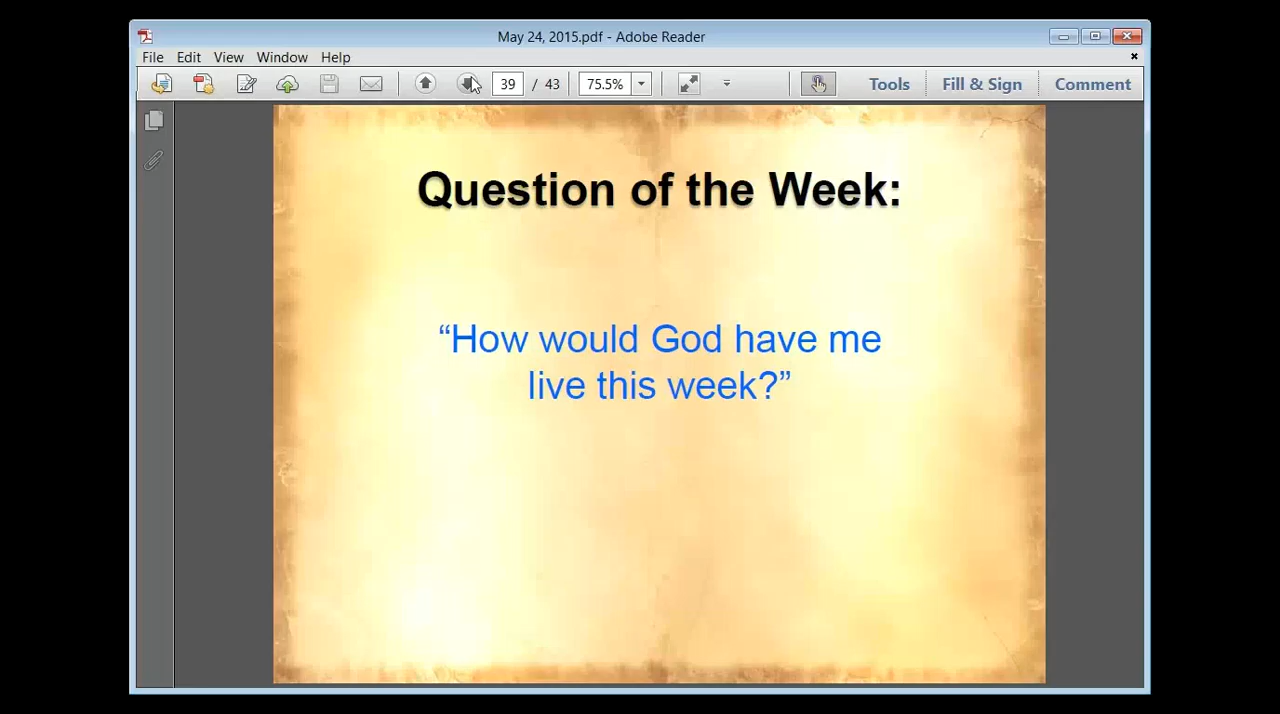 May 24, 2015.pdf - Adobe Reader
File Edit View Window Help
39 / 43 75.5% Tools Fill & Sign Comment
Question of the Week:
“How would God have me
live this week?”